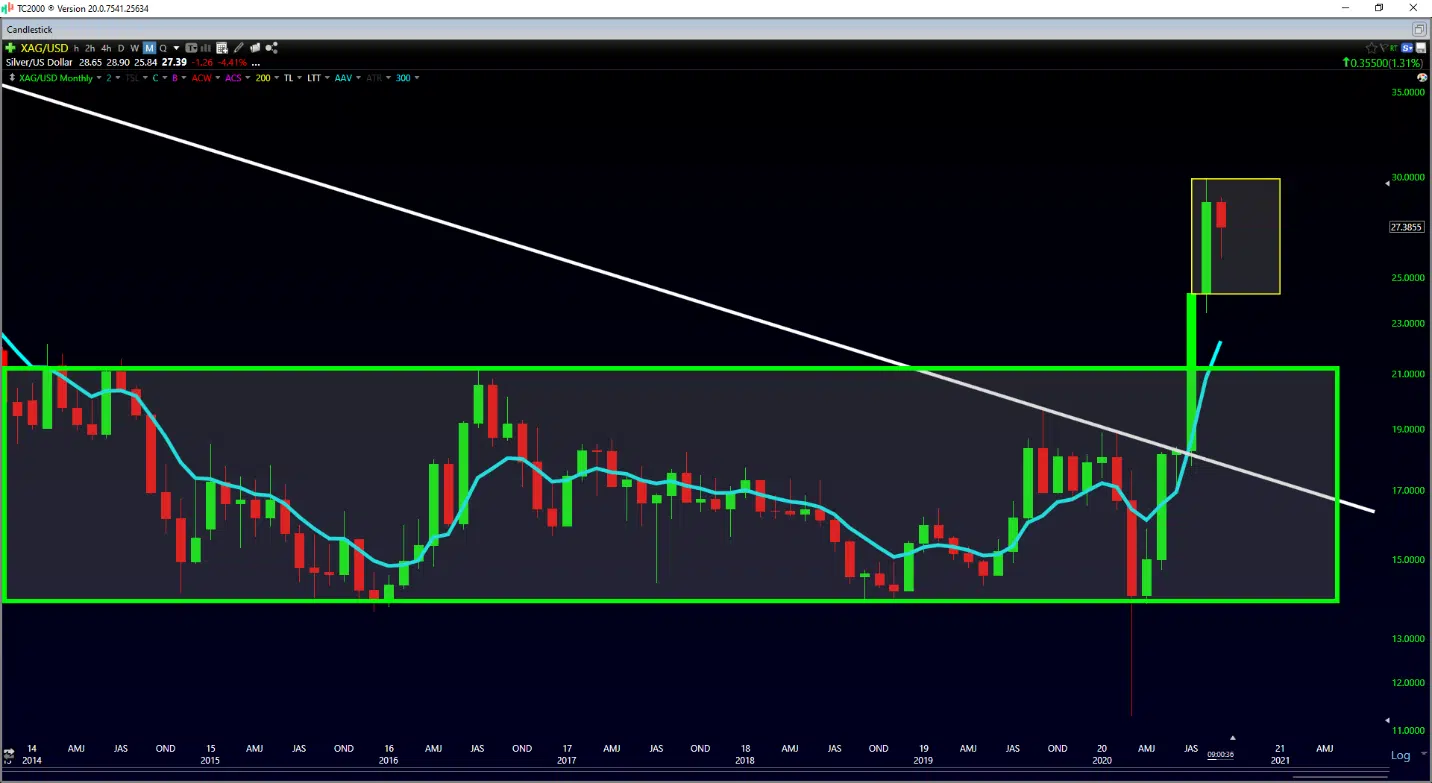 TC2000 ® Version 20.0.7541.25634
Candlestick
XAG/USD h 2h 4h D W M Q
RT S
Silver/US Dollar 28.65 28.90 25.84 27.39 -1.26 -4.41% ...
0.35500(1.31%)
XAG/USD Monthly 2 TSL C B ACW ACS 200 TL LTT AAV ATR 300
35.0000
30.0000
27.3855
25.0000
23.0000
21.0000
19.0000
17.0000
15.0000
13.0000
12.0000
11.0000
14 AMJ JAS OND 15 AMJ JAS OND 16 AMJ JAS OND 17 AMJ JAS OND 18 AMJ JAS OND 19 AMJ JAS OND 20 AMJ JAS 21 AMJ
2014 2015 2016 2017 2018 2019 2020 09:00:36 2021
Log